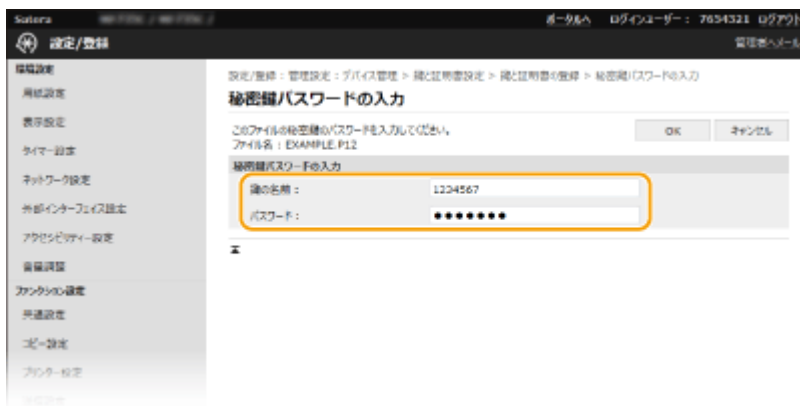 Satera
ポータルへ ログインユーザー: 7654321 ログアウト
設定/登録
管理者へメール
環境設定
用紙設定
表示設定
タイマー設定
ネットワーク設定
外部インターフェイス設定
アクセシビリティー設定
音量調整
ファンクション設定
共通設定
コピー設定
プリンター設定
設定/登録 : 管理設定 : デバイス管理 > 鍵と証明書設定 > 鍵と証明書の登録 > 秘密鍵パスワードの入力
秘密鍵パスワードの入力
このファイルの秘密鍵のパスワードを入力してください。
ファイル名 : EXAMPLE.P12
OK キャンセル
秘密鍵パスワードの入力
鍵の名前 : 1234567
パスワード : ●●●●●●●